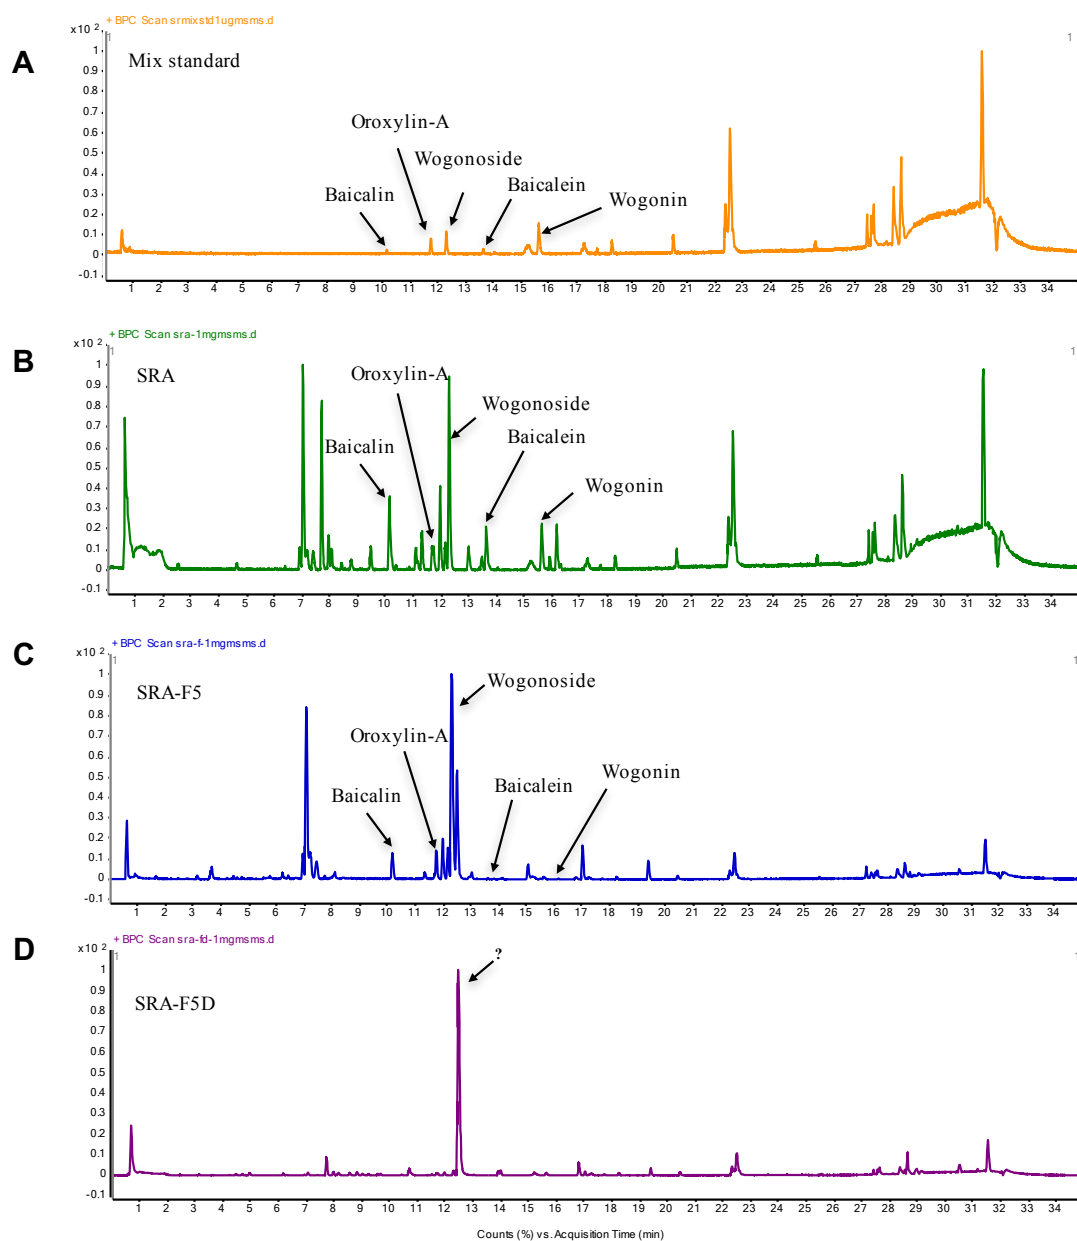 + BPC Scan srmixstd1ugmsms.d
x10 2
1 1
A
Mix standard
Oroxylin-A
Wogonoside
Baicalin
Baicalein
Wogonin
1
0.9
0.8
0.7
0.6
0.5
0.4
0.3
0.2
0.1
0
-0.1
1 2 3 4 5 6 7 8 9 10 11 12 13 14 15 16 17 18 19 20 21 22 23 24 25 26 27 28 29 30 31 32 33 34
+ BPC Scan sra-1mgmsms.d
x10 2
1 1
B
SRA
Oroxylin-A
Wogonoside
Baicalin
Baicalein
Wogonin
1
0.9
0.8
0.7
0.6
0.5
0.4
0.3
0.2
0.1
0
-0.1
1 2 3 4 5 6 7 8 9 10 11 12 13 14 15 16 17 18 19 20 21 22 23 24 25 26 27 28 29 30 31 32 33 34
+ BPC Scan sra-f-1mgmsms.d
x10 2
1 1
C
SRA-F5
Wogonoside
Oroxylin-A
Baicalin
Baicalein
Wogonin
1
0.9
0.8
0.7
0.6
0.5
0.4
0.3
0.2
0.1
0
-0.1
1 2 3 4 5 6 7 8 9 10 11 12 13 14 15 16 17 18 19 20 21 22 23 24 25 26 27 28 29 30 31 32 33 34
+ BPC Scan sra-fd-1mgmsms.d
x10 2
1 1
D
?
SRA-F5D
1
0.9
0.8
0.7
0.6
0.5
0.4
0.3
0.2
0.1
0
-0.1
1 2 3 4 5 6 7 8 9 10 11 12 13 14 15 16 17 18 19 20 21 22 23 24 25 26 27 28 29 30 31 32 33 34
Counts (%) vs. Acquisition Time (min)